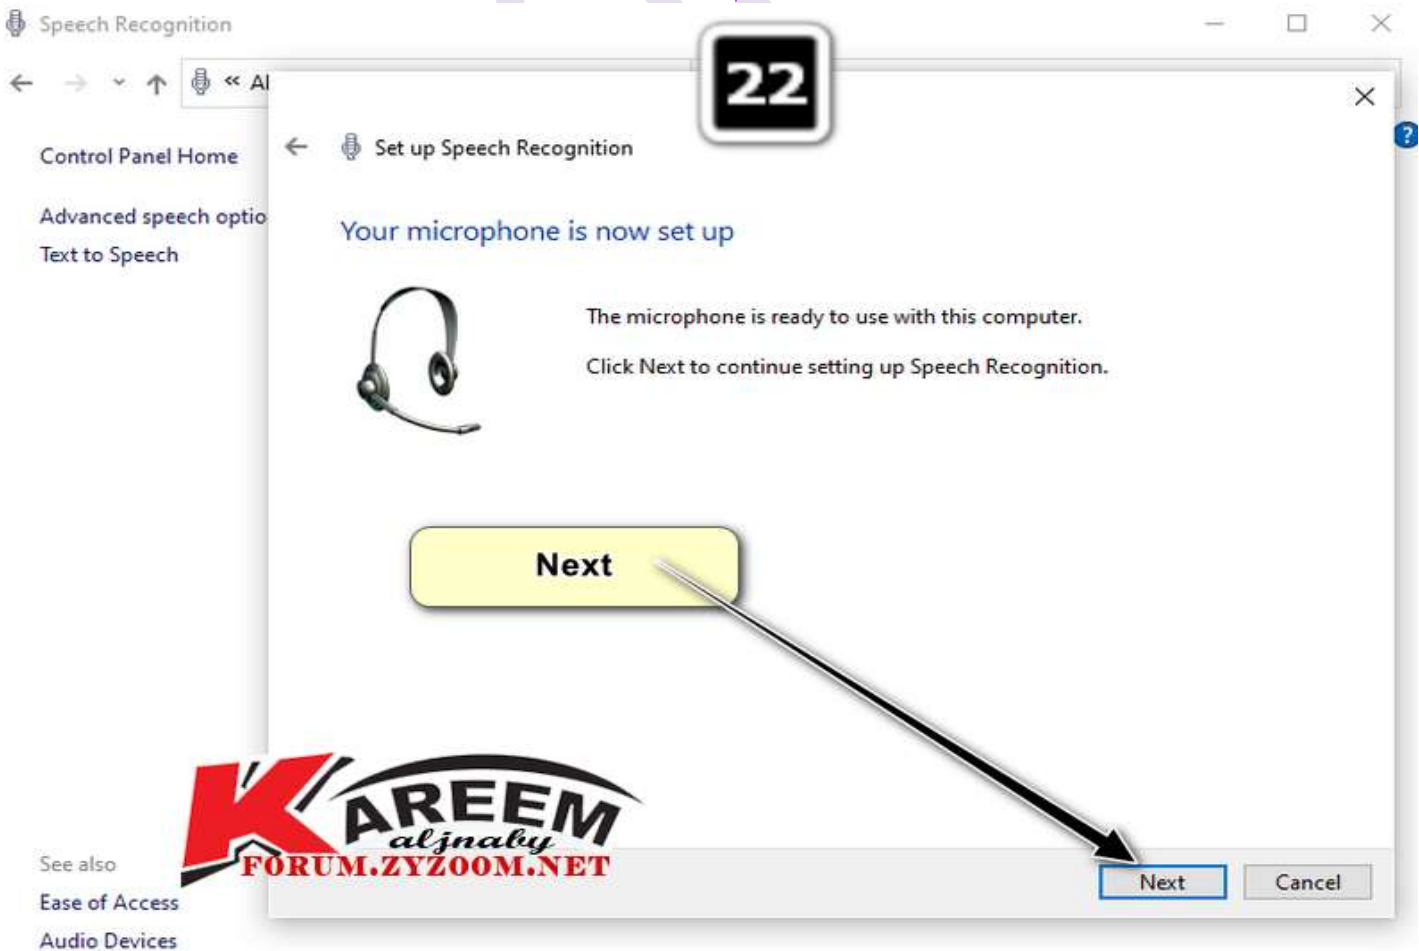 Speech Recognition
22
« Al
Control Panel Home
Set up Speech Recognition
?
Advanced speech optio
Text to Speech
Your microphone is now set up
The microphone is ready to use with this computer.
Click Next to continue setting up Speech Recognition.
Next
KAREEM
aljnaby
FORUM.ZYZOOM.NET
See also
Next
Cancel
Ease of Access
Audio Devices